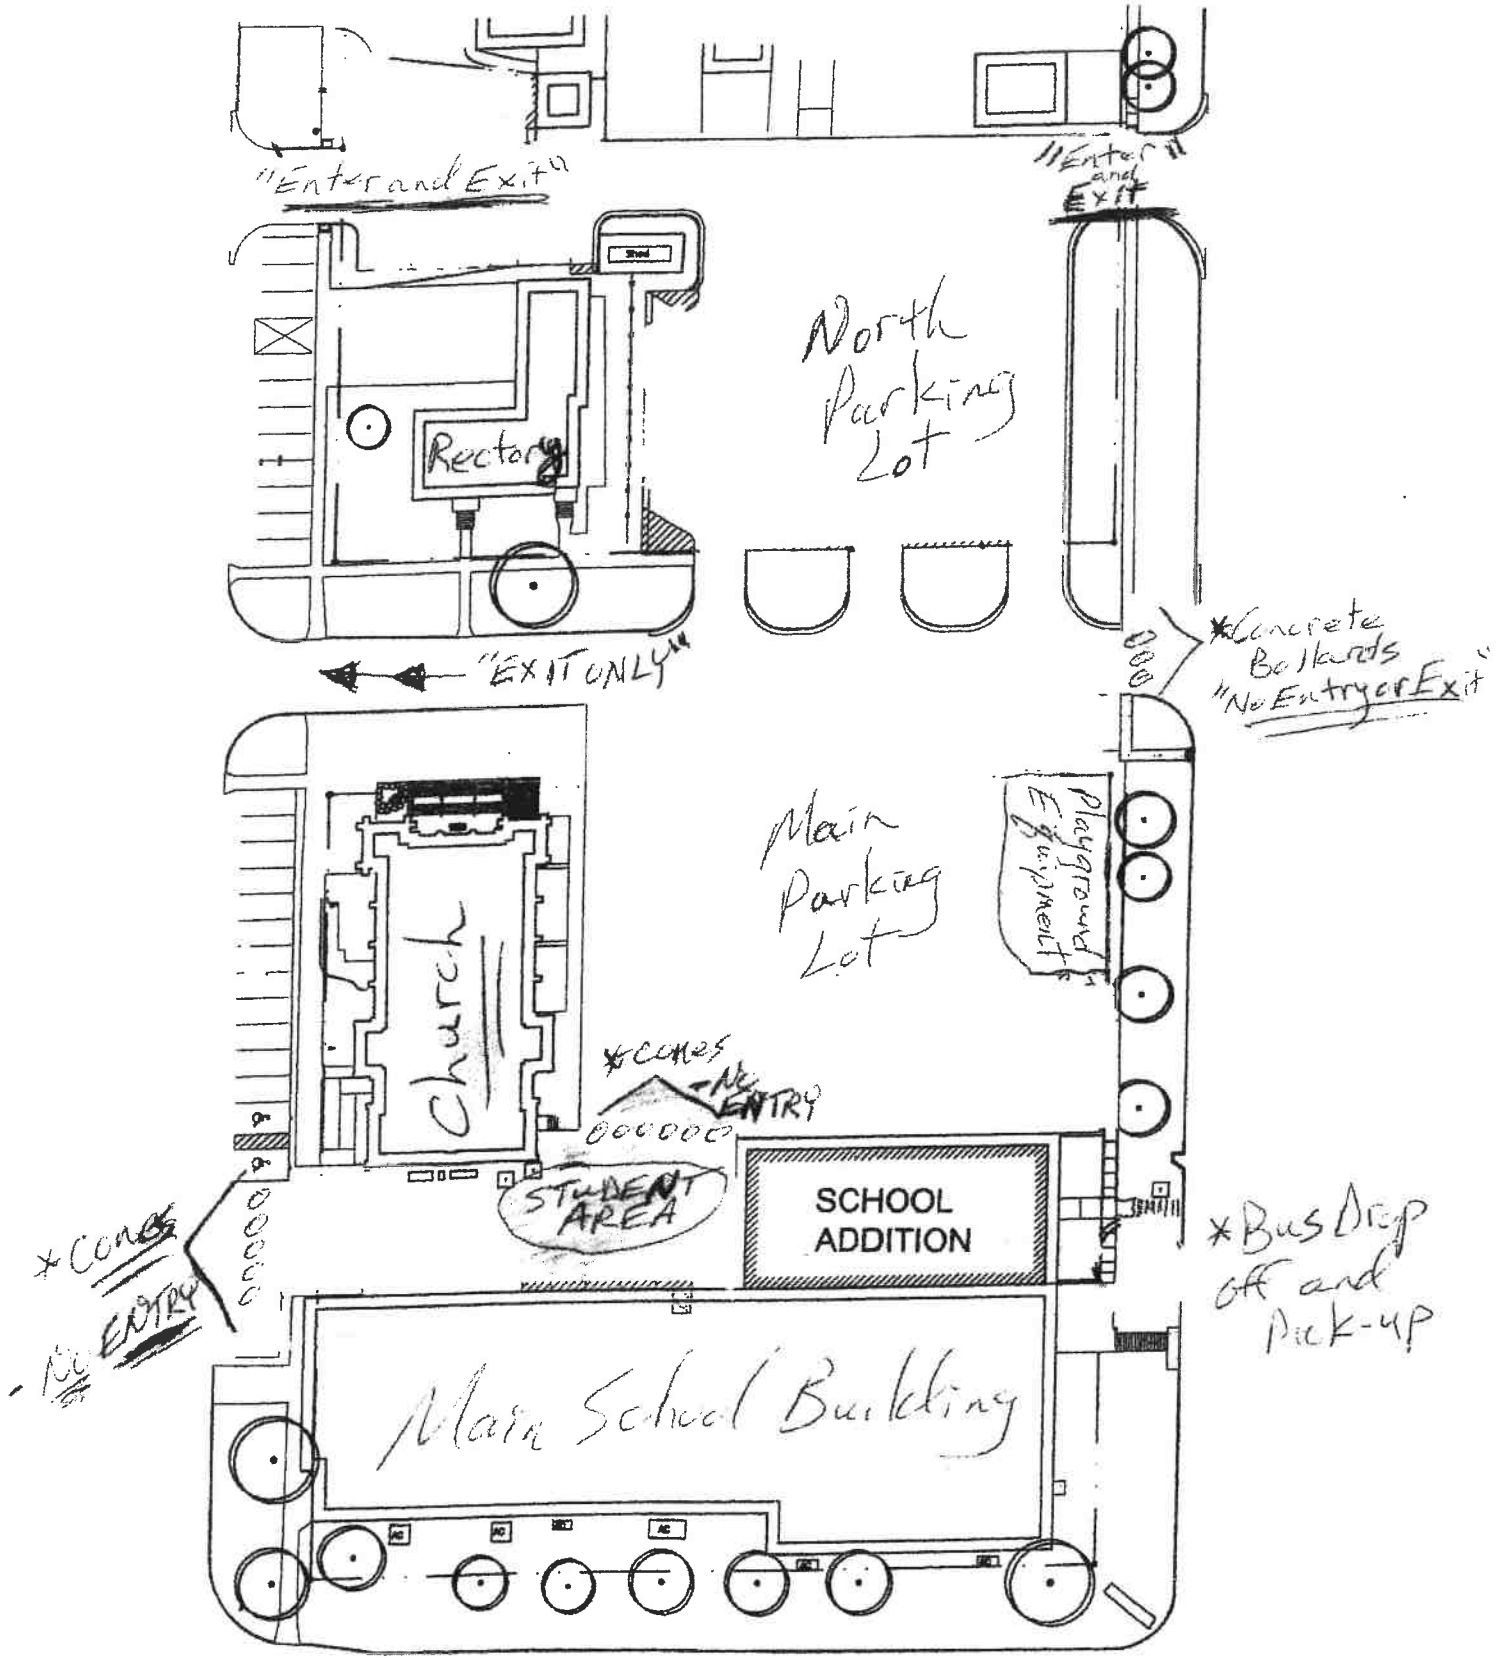 "Enter and Exit"
"Enter"
and
Exit
Shed
North
Parking
Lot
Rectory
"EXIT ONLY"
*Concrete
Bollards
"No Entry or Exit"
Main
Parking
Lot
Playground
Equipment
Church
*cones
- No
ENTRY
STUDENT
AREA
SCHOOL
ADDITION
*Cones
- No
ENTRY
*Bus Drop
off and
Pick-up
Main School Building
AC
AC
AC
AC
AC